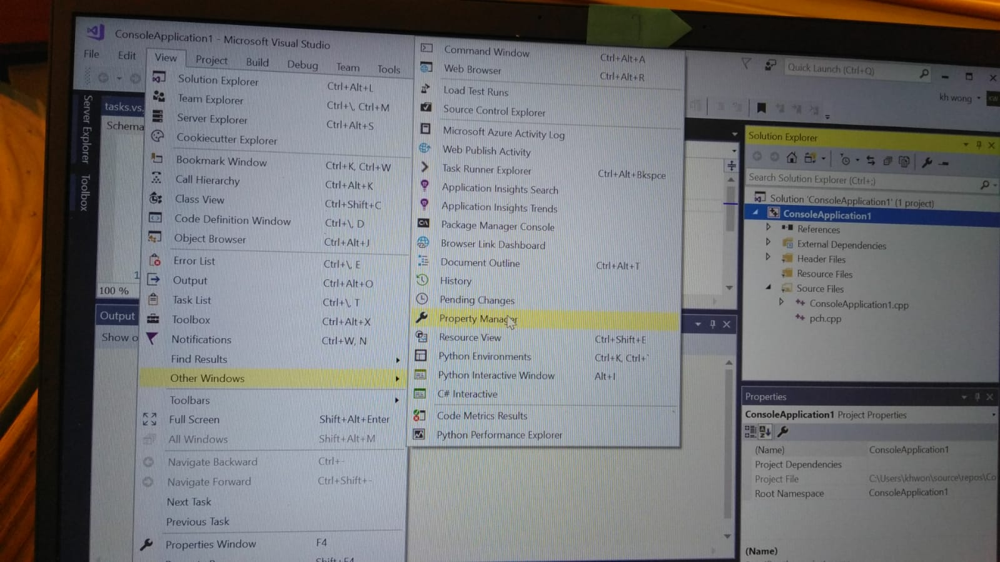 ConsoleApplication1 - Microsoft Visual Studio
File Edit View Project Build Debug Team Tools
Quick Launch (Ctrl+Q)
kh wong
KW
Server Explorer
Toolbox
tasks.vs.
Schema
1
100 %
Output
Show o
Solution Explorer Ctrl+Alt+L
Team Explorer Ctrl+\, Ctrl+M
Server Explorer Ctrl+Alt+S
Cookiecutter Explorer
Bookmark Window Ctrl+K, Ctrl+W
Call Hierarchy Ctrl+Alt+K
Class View Ctrl+Shift+C
Code Definition Window Ctrl+\, D
Object Browser Ctrl+Alt+J
Error List Ctrl+\, E
Output Ctrl+Alt+O
Task List Ctrl+\, T
Toolbox Ctrl+Alt+X
Notifications Ctrl+W, N
Find Results
Other Windows
Toolbars
Full Screen Shift+Alt+Enter
All Windows Shift+Alt+M
Navigate Backward Ctrl+-
Navigate Forward Ctrl+Shift+-
Next Task
Previous Task
Properties Window F4
Shift+F4
Command Window Ctrl+Alt+A
Web Browser Ctrl+Alt+R
Load Test Runs
Source Control Explorer
Microsoft Azure Activity Log
Web Publish Activity
Task Runner Explorer Ctrl+Alt+Bkspce
Application Insights Search
Application Insights Trends
Package Manager Console
Browser Link Dashboard
Document Outline Ctrl+Alt+T
History
Pending Changes
Property Manager
Resource View Ctrl+Shift+E
Python Environments Ctrl+K, Ctrl+`
Python Interactive Window Alt+I
C# Interactive
Code Metrics Results
Python Performance Explorer
Solution Explorer
Search Solution Explorer (Ctrl+;)
Solution 'ConsoleApplication1' (1 project)
ConsoleApplication1
References
External Dependencies
Header Files
Resource Files
Source Files
ConsoleApplication1.cpp
pch.cpp
Properties
ConsoleApplication1 Project Properties
(Name) ConsoleApplication1
Project Dependencies
Project File C:\Users\khwon\source\repos\Co
Root Namespace ConsoleApplication1
(Name)